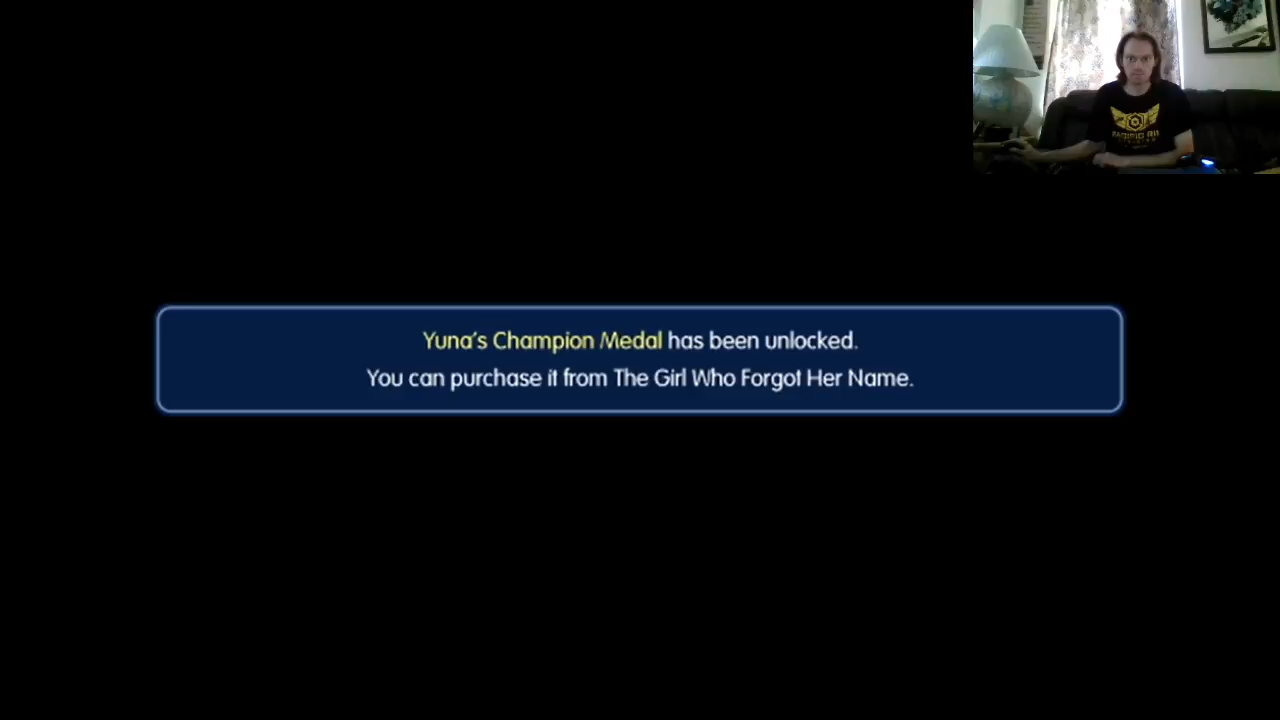 Yuna's Champion Medal has been unlocked.
You can purchase it from The Girl Who Forgot Her Name.